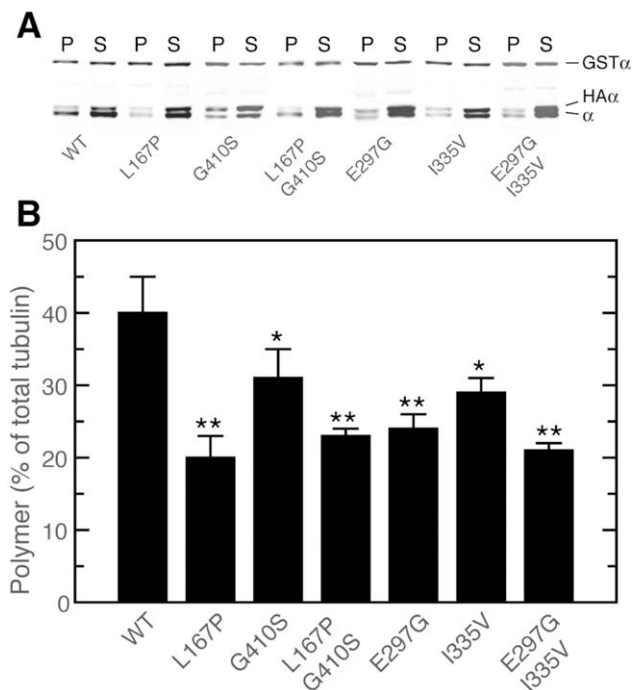 A
P S P S P S P S P S P S P S
GSTα
HAα
α
WT L167P G410S L167P G410S E297G I335V E297G I335V
B
Polymer (% of total tubulin)
50
40
30
20
10
0
** * ** ** * **
WT L167P G410S L167P G410S E297G I335V E297G I335V